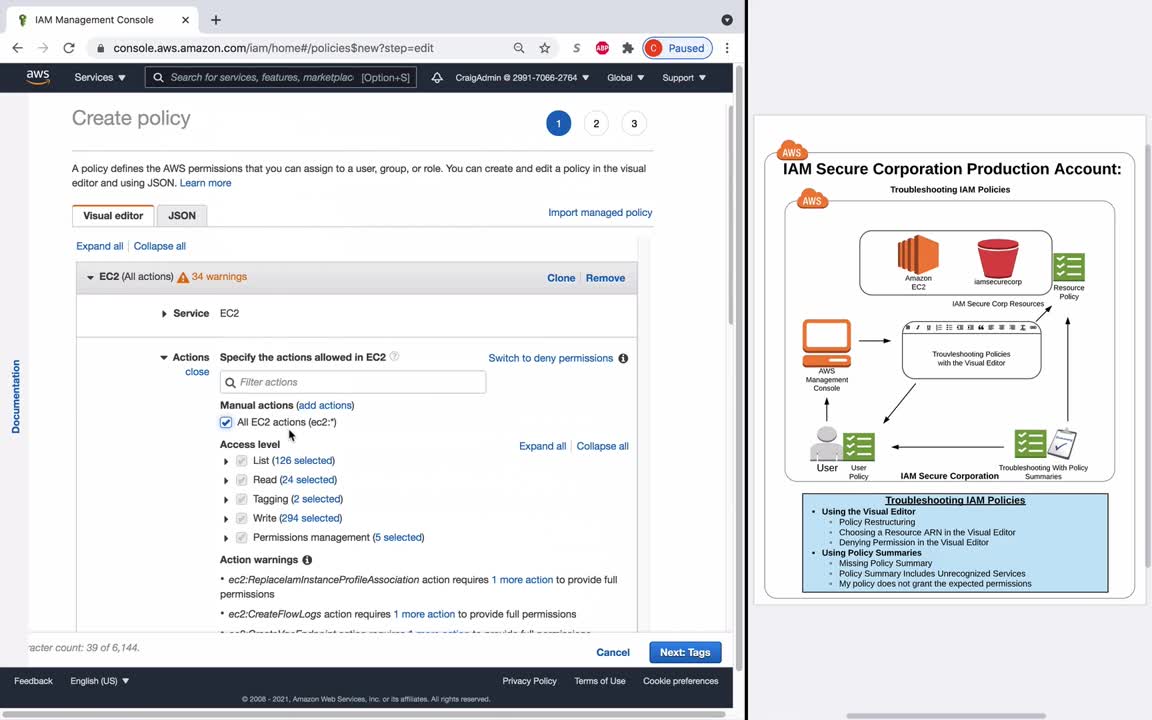 IAM Management Console
console.aws.amazon.com/iam/home#/policies$new?step=edit
S
ABP
C Paused
aws
Services
Search for services, features, marketplac [Option+S]
CraigAdmin @ 2991-7066-2764
Global
Support
Create policy
1 2 3
A policy defines the AWS permissions that you can assign to a user, group, or role. You can create and edit a policy in the visual
editor and using JSON. Learn more
Visual editor
JSON
Import managed policy
Expand all | Collapse all
EC2 (All actions) 34 warnings
Clone | Remove
Service EC2
Actions Specify the actions allowed in EC2
close
Switch to deny permissions
Filter actions
Manual actions (add actions)
All EC2 actions (ec2:*)
Access level
Expand all | Collapse all
List (126 selected)
Read (24 selected)
Tagging (2 selected)
Write (294 selected)
Permissions management (5 selected)
Action warnings
• ec2:ReplaceIamInstanceProfileAssociation action requires 1 more action to provide full
permissions
• ec2:CreateFlowLogs action requires 1 more action to provide full permissions
Documentation
racter count: 39 of 6,144.
Cancel
Next: Tags
Feedback
English (US)
Privacy Policy
Terms of Use
Cookie preferences
© 2008 - 2021, Amazon Web Services, Inc. or its affiliates. All rights reserved.
AWS
IAM Secure Corporation Production Account:
Troubleshooting IAM Policies
AWS
Amazon
EC2
iamsecurecorp
Resource
Policy
IAM Secure Corp Resources
AWS
Management
Console
Trouvleshooting Policies
with the Visual Editor
User
User
Policy
IAM Secure Corporation
Troubleshooting With Policy
Summaries
Troubleshooting IAM Policies
• Using the Visual Editor
Policy Restructuring
Choosing a Resource ARN in the Visual Editor
Denying Permission in the Visual Editor
• Using Policy Summaries
Missing Policy Summary
Policy Summary Includes Unrecognized Services
My policy does not grant the expected permissions